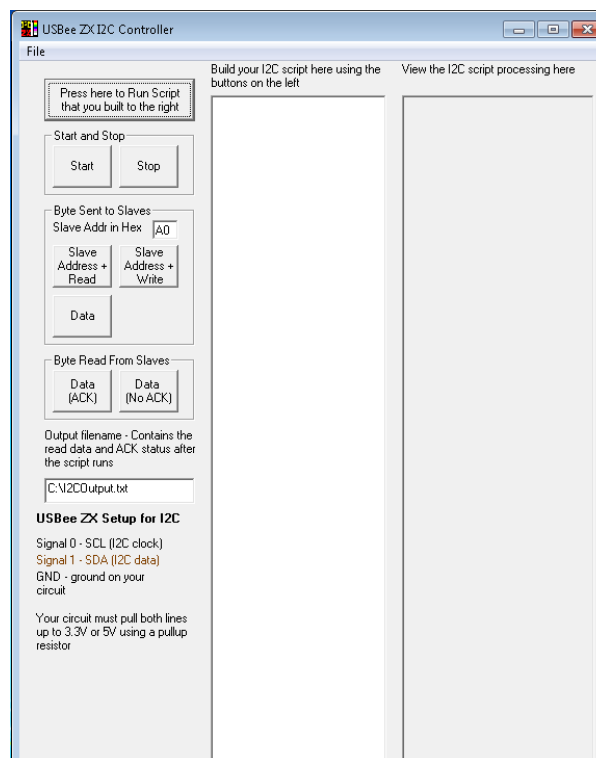 USBee ZX I2C Controller
File
Press here to Run Script
that you built to the right
Start and Stop
Start
Stop
Byte Sent to Slaves
Slave Addr in Hex
A0
Slave
Address +
Read
Slave
Address +
Write
Data
Byte Read From Slaves
Data
(ACK)
Data
(No ACK)
Output filename - Contains the
read data and ACK status after
the script runs
C:\I2COutput.txt
USBee ZX Setup for I2C
Signal 0 - SCL (I2C clock)
Signal 1 - SDA (I2C data)
GND - ground on your
circuit
Your circuit must pull both lines
up to 3.3V or 5V using a pullup
resistor
Build your I2C script here using the
buttons on the left
View the I2C script processing here